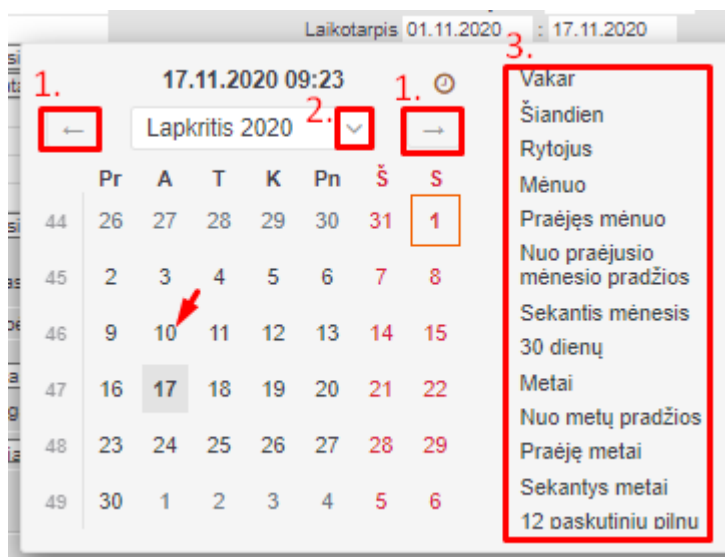 Laikotarpis 01.11.2020 : 17.11.2020
3.
1. 17.11.2020 09:23 1.
← Lapkritis 2020 2. →
Pr A T K Pn Š S
44 26 27 28 29 30 31 1
45 2 3 4 5 6 7 8
46 9 10 11 12 13 14 15
47 16 17 18 19 20 21 22
48 23 24 25 26 27 28 29
49 30 1 2 3 4 5 6
Vakar
Šiandien
Rytojus
Mėnuo
Praėjęs mėnuo
Nuo praėjusio
mėnesio pradžios
Sekantis mėnesis
30 dienų
Metai
Nuo metų pradžios
Praėję metai
Sekantys metai
12 paskutinių pilnų